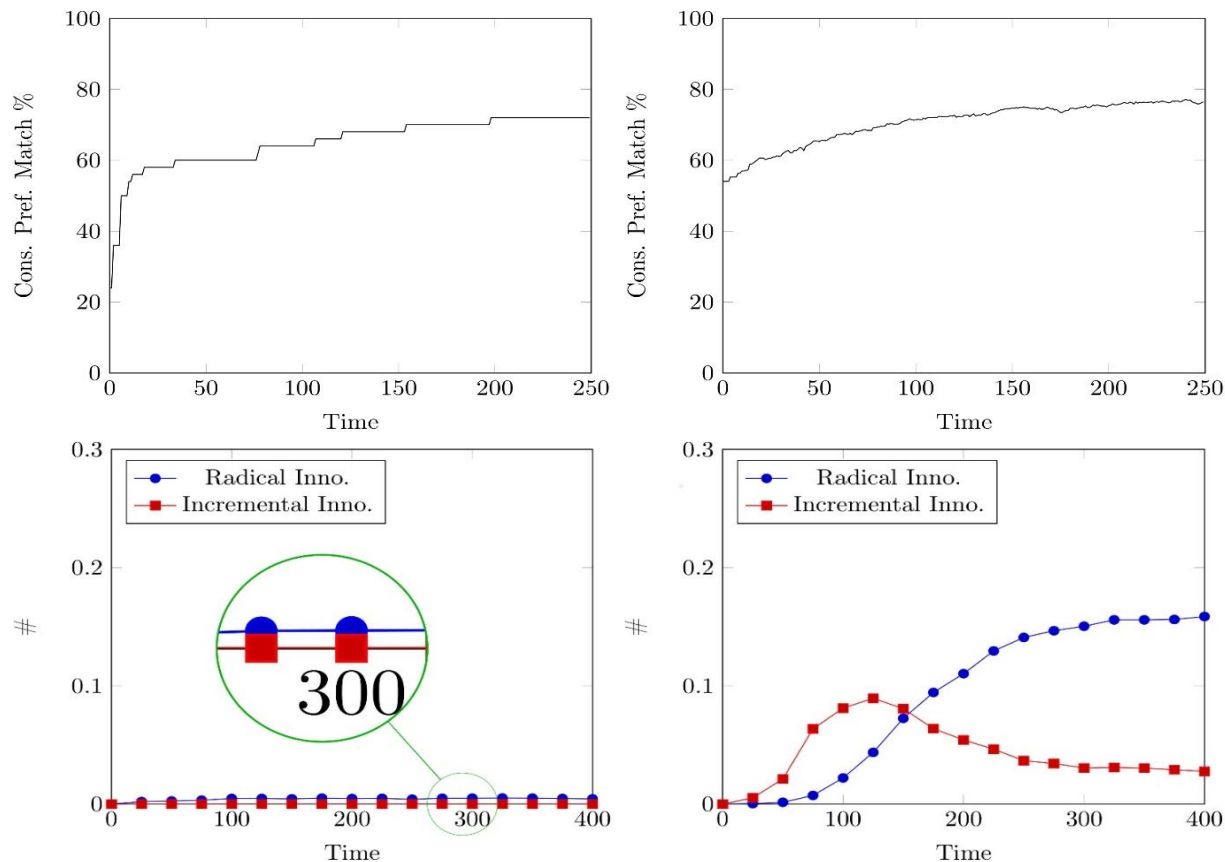 100
80
60
40
20
0
0 50 100 150 200 250
Time
Cons. Pref. Match %
100
80
60
40
20
0
0 50 100 150 200 250
Time
Cons. Pref. Match %
0.3
0.2
0.1
0
0 100 200 300 400
Time
#
Radical Inno.
Incremental Inno.
300
0.3
0.2
0.1
0
0 100 200 300 400
Time
#
Radical Inno.
Incremental Inno.